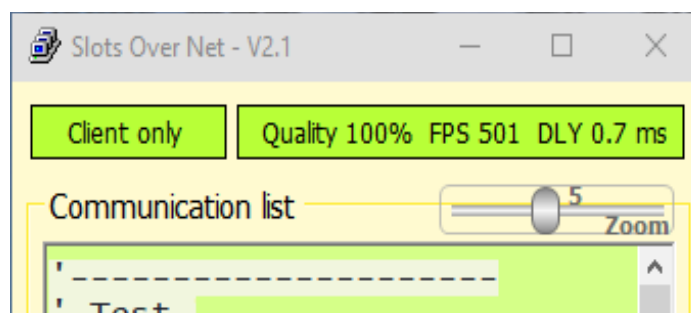 Slots Over Net - V2.1
Client only
Quality 100% FPS 501 DLY 0.7 ms
Communication list
5
Zoom
'----------------------
' Test